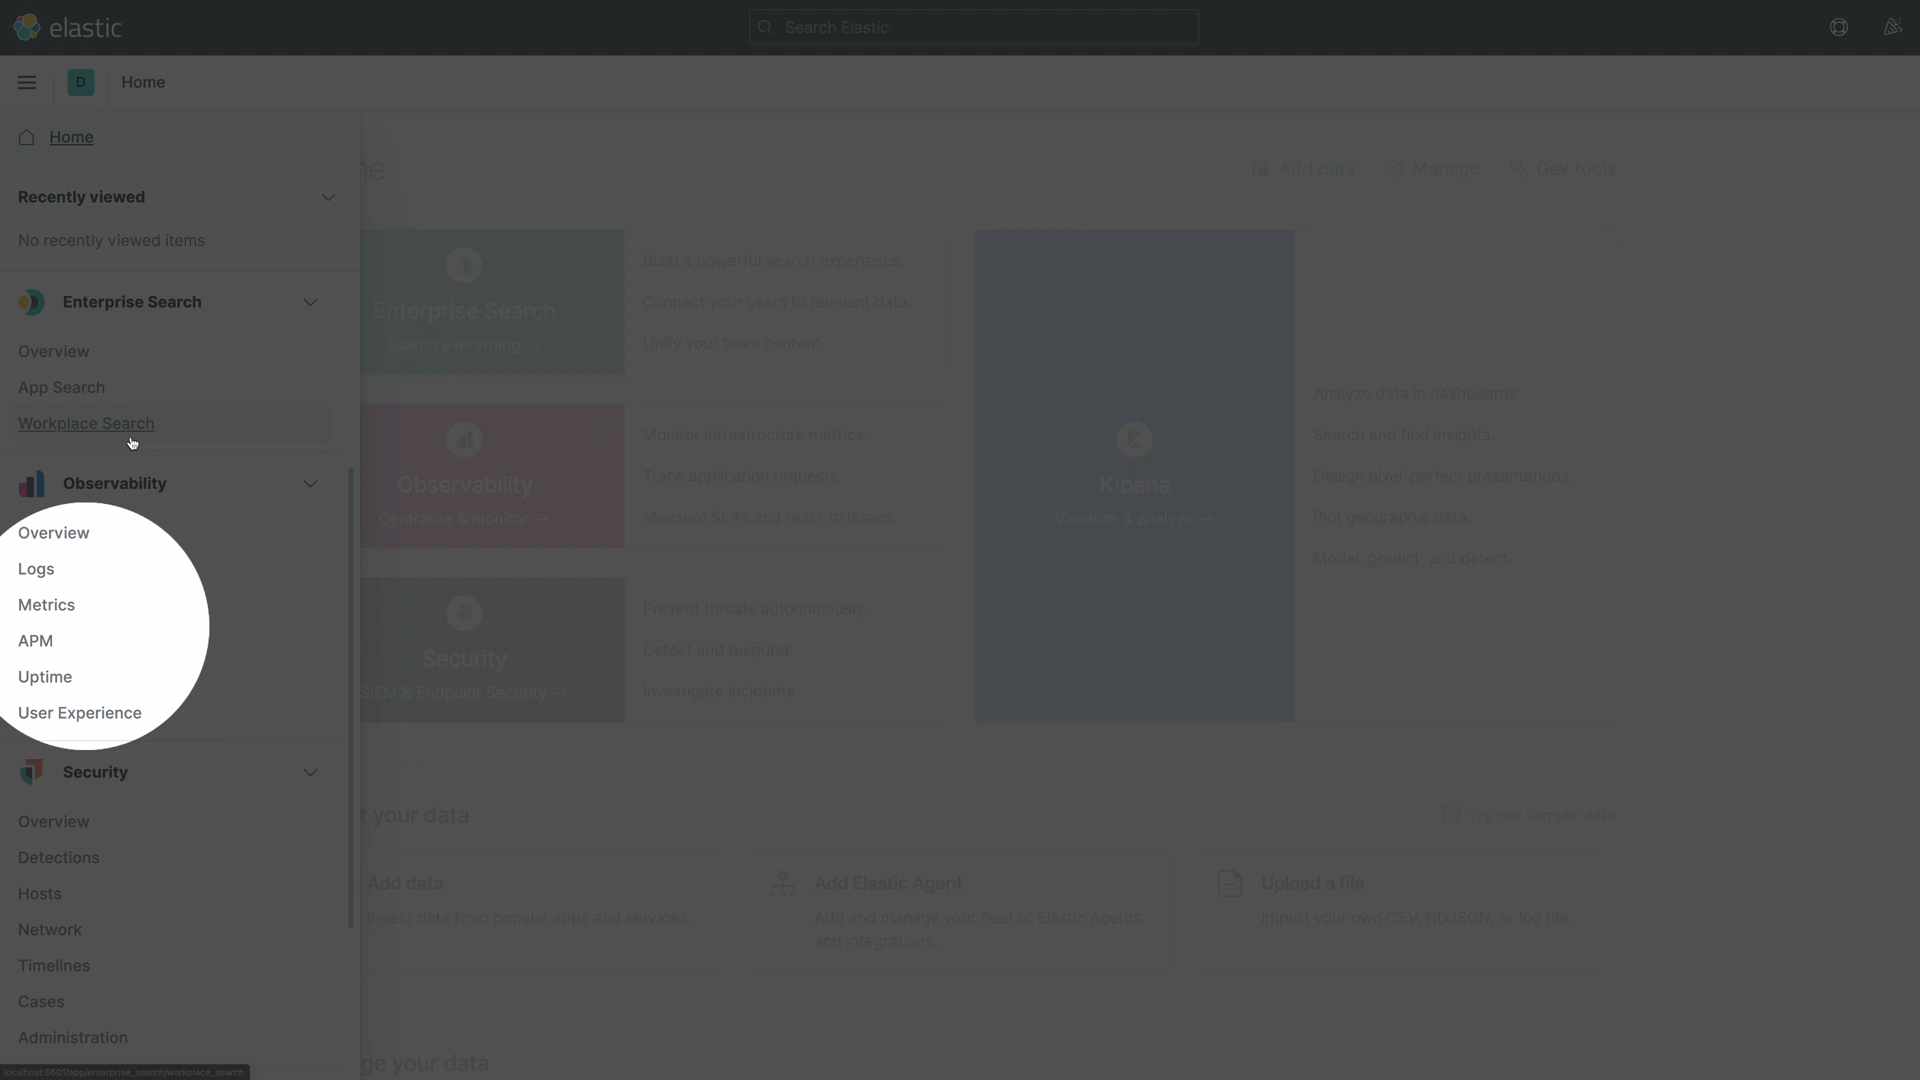 elastic
Search Elastic
D
Home
Home
Recently viewed
No recently viewed items
Enterprise Search
Overview
App Search
Workplace Search
Observability
Overview
Logs
Metrics
APM
Uptime
User Experience
Security
Overview
Detections
Hosts
Network
Timelines
Cases
Administration
localhost:5601/app/enterprise_search/workplace_search
me
Add data
Manage
Dev tools
Enterprise Search
Search everything →
Build a powerful search experience.
Connect your users to relevant data.
Unify your team content.
Observability
Centralize & monitor →
Monitor infrastructure metrics.
Trace application requests.
Measure SLAs and react to issues.
Security
SIEM & Endpoint Security →
Prevent threats autonomously.
Detect and respond.
Investigate incidents.
Kibana
Visualize & analyze →
Analyze data in dashboards.
Search and find insights.
Design pixel-perfect presentations.
Plot geographic data.
Model, predict, and detect.
t your data
Try our sample data
Add data
Ingest data from popular apps and services.
Add Elastic Agent
Add and manage your fleet of Elastic Agents
and integrations.
Upload a file
Import your own CSV, NDJSON, or log file.
ge your data